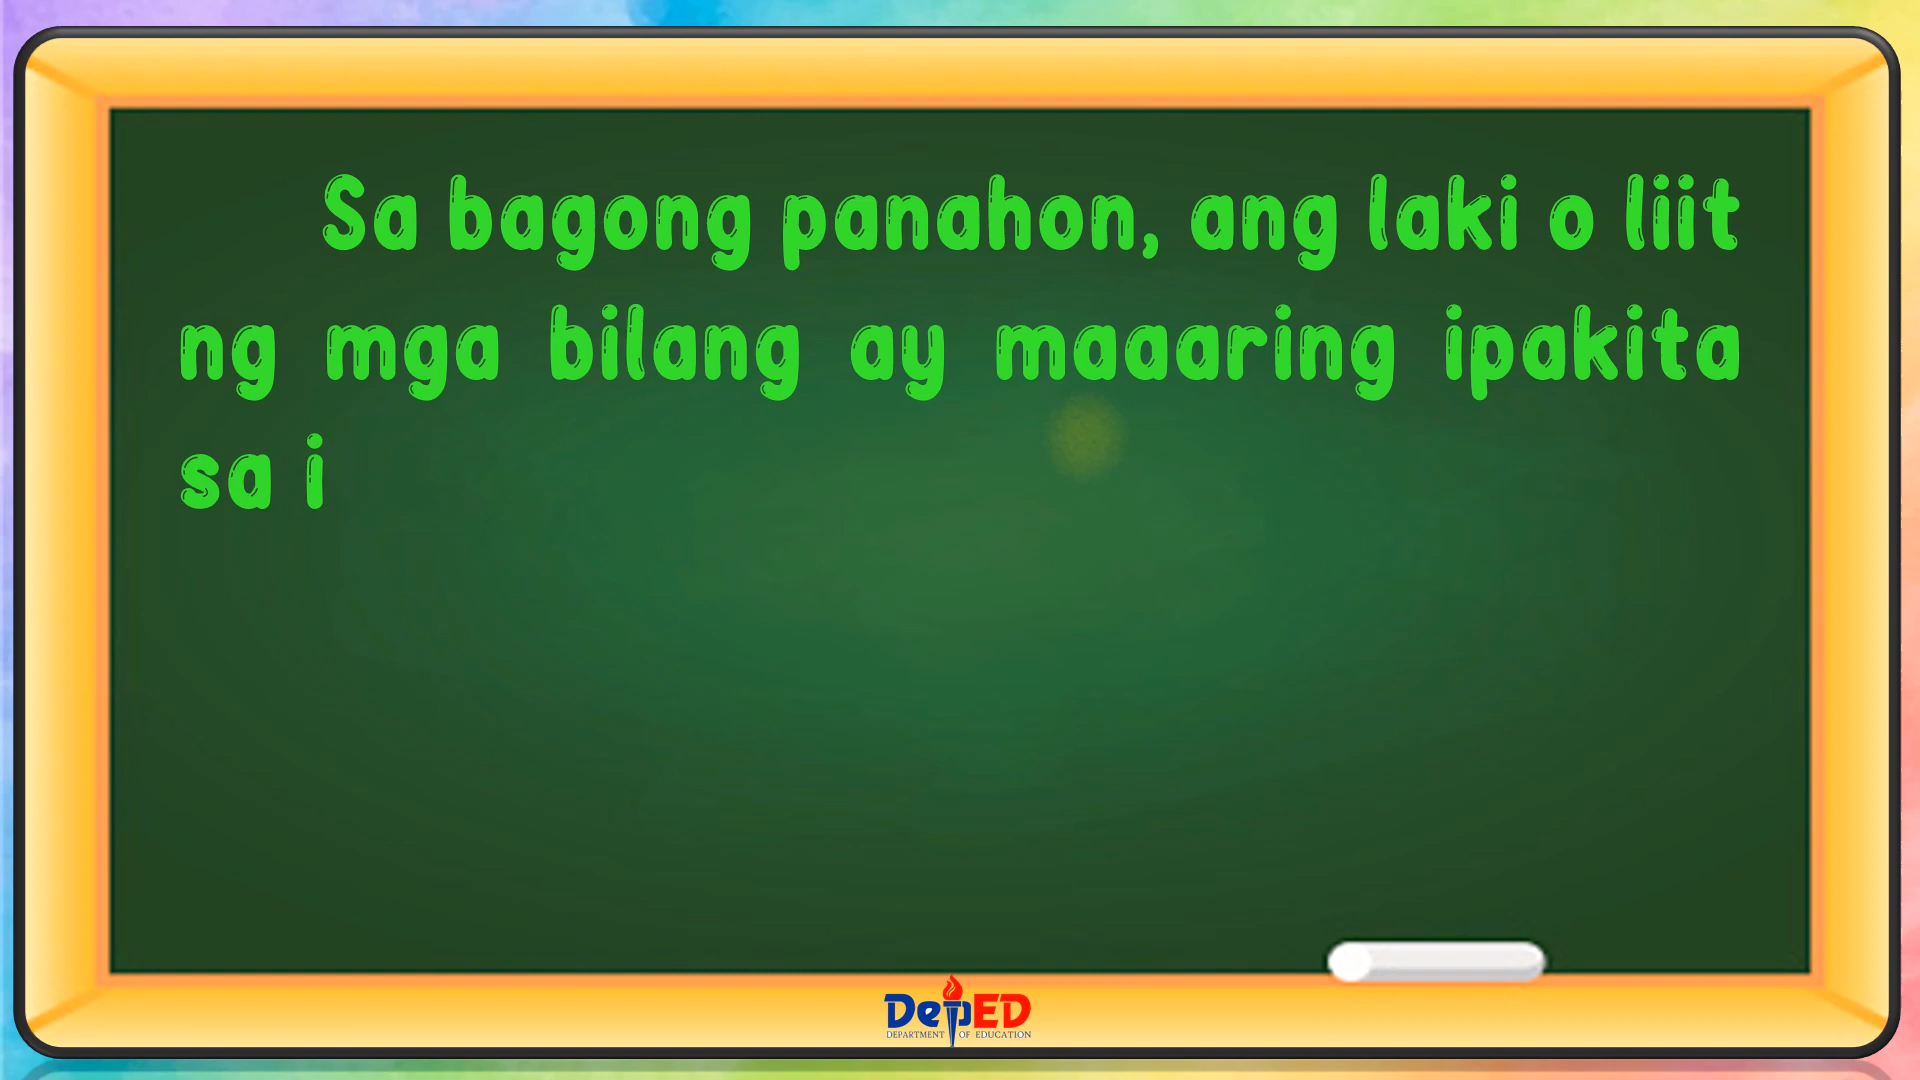 Sa bagong panahon, ang laki o liit
ng mga bilang ay maaaring ipakita
sa i
DepED
DEPARTMENT OF EDUCATION